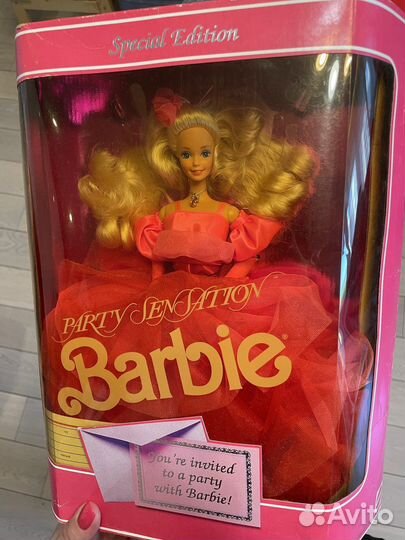 Special Edition
PARTY SENSATION
Barbie®
You're invited
to a party
with Barbie!
Avito